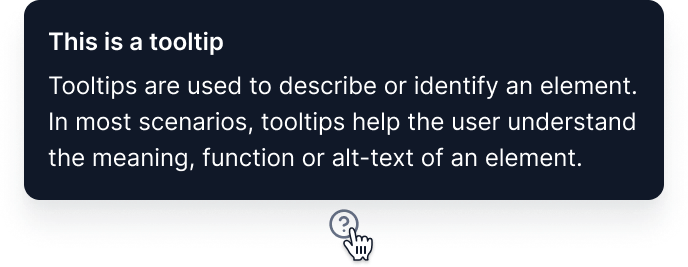 This is a tooltip
Tooltips are used to describe or identify an element.
In most scenarios, tooltips help the user understand
the meaning, function or alt-text of an element.
?